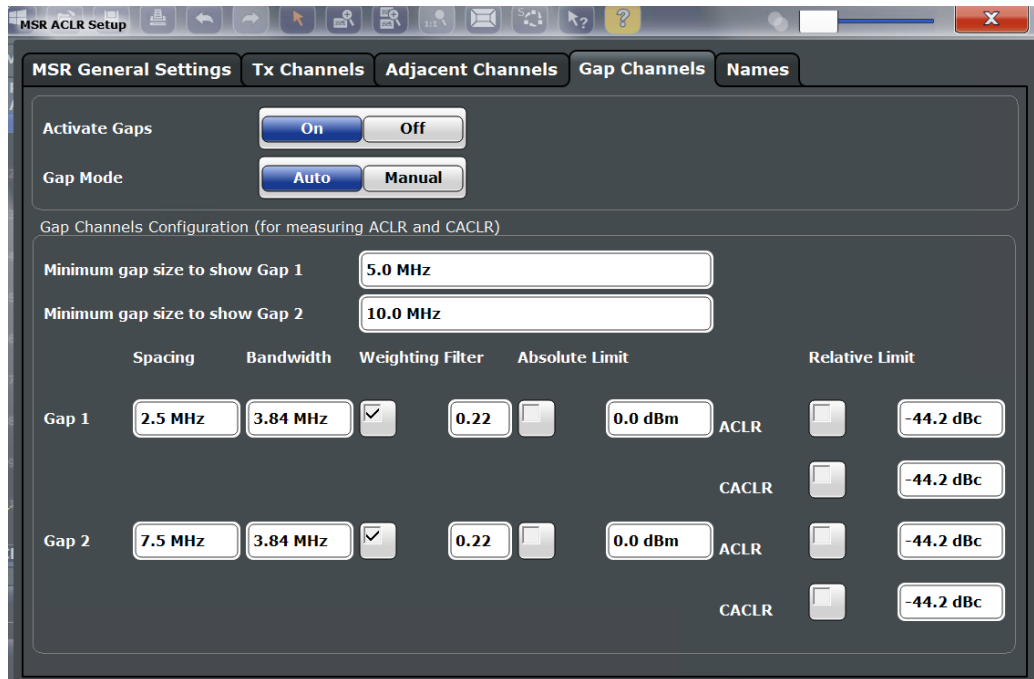 MSR ACLR Setup
MSR General Settings Tx Channels Adjacent Channels Gap Channels Names
Activate Gaps On Off
Gap Mode Auto Manual
Gap Channels Configuration (for measuring ACLR and CACLR)
Minimum gap size to show Gap 1 5.0 MHz
Minimum gap size to show Gap 2 10.0 MHz
Spacing Bandwidth Weighting Filter Absolute Limit Relative Limit
Gap 1 2.5 MHz 3.84 MHz 0.22 0.0 dBm ACLR -44.2 dBc
CACLR -44.2 dBc
Gap 2 7.5 MHz 3.84 MHz 0.22 0.0 dBm ACLR -44.2 dBc
CACLR -44.2 dBc